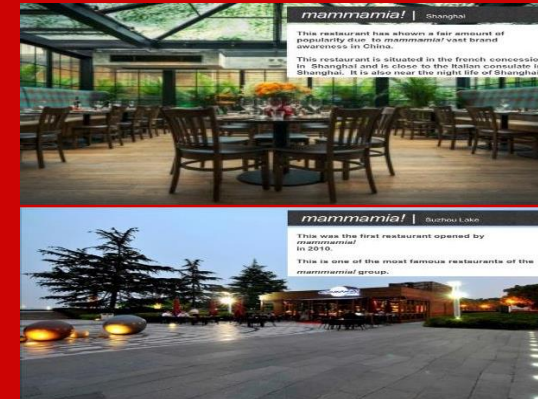 mammamia! | Shanghai
This restaurant has shown a fair amount of
popularity due to mammamia! vast brand
awareness in China.
This restaurant is situated in the french concession
in Shanghai and is close to the Italian consulate in
Shanghai. It is also near the night life of Shanghai
mammamia! | Suzhou Lake
This was the first restaurant opened by
mammamia!
in 2010.
This is one of the most famous restaurants of the
mammamia! group.